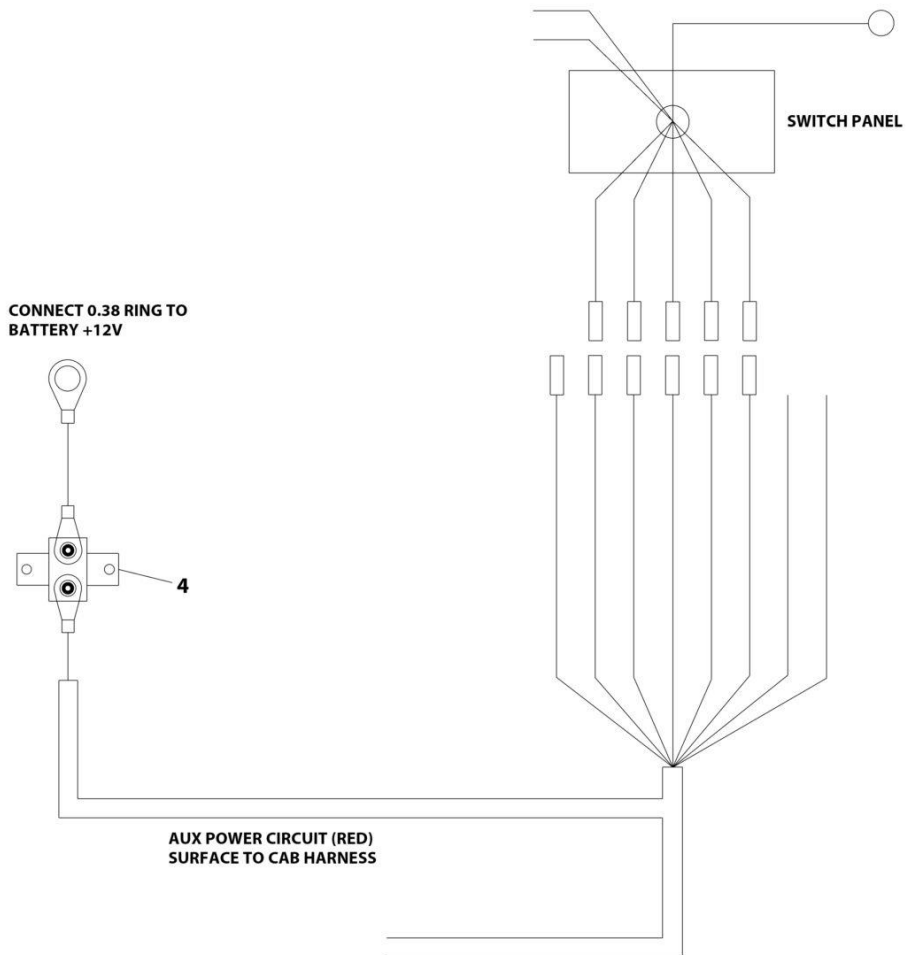 SWITCH PANEL
CONNECT 0.38 RING TO
BATTERY +12V
4
AUX POWER CIRCUIT (RED)
SURFACE TO CAB HARNESS